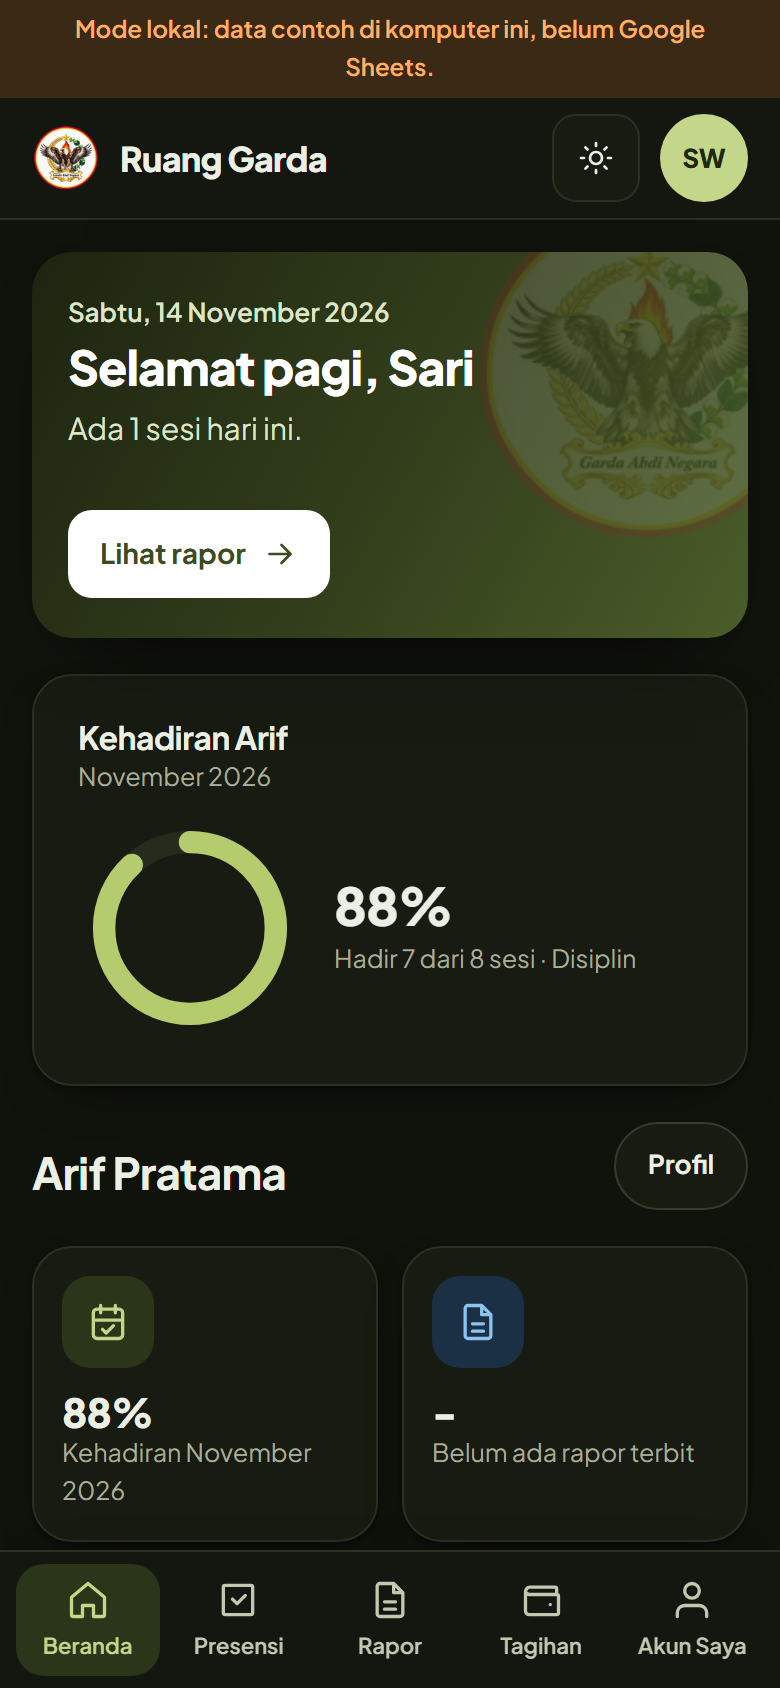 Mode lokal: data contoh di komputer ini, belum Google
Sheets.
Ruang Garda
SW
Sabtu, 14 November 2026
Selamat pagi, Sari
Ada 1 sesi hari ini.
Garda Abdi Negara
Lihat rapor
Kehadiran Arif
November 2026
88%
Hadir 7 dari 8 sesi · Disiplin
Arif Pratama
Profil
88%
Kehadiran November
2026
–
Belum ada rapor terbit
Beranda
Presensi
Rapor
Tagihan
Akun Saya